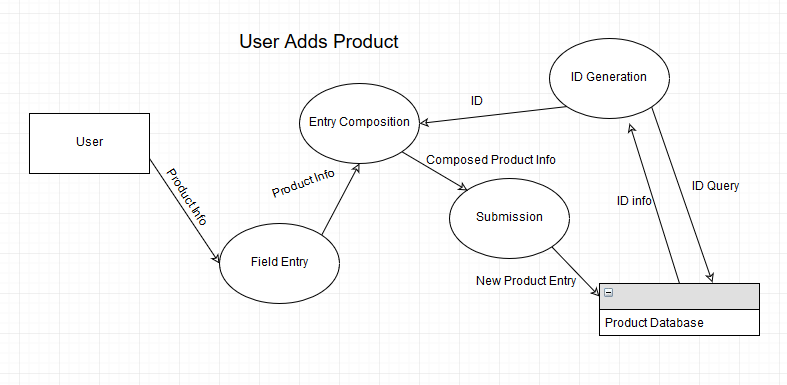 User Adds Product
ID Generation
ID
Entry Composition
User
Composed Product Info
Product Info
Product Info
ID Query
ID info
Submission
Field Entry
New Product Entry
Product Database